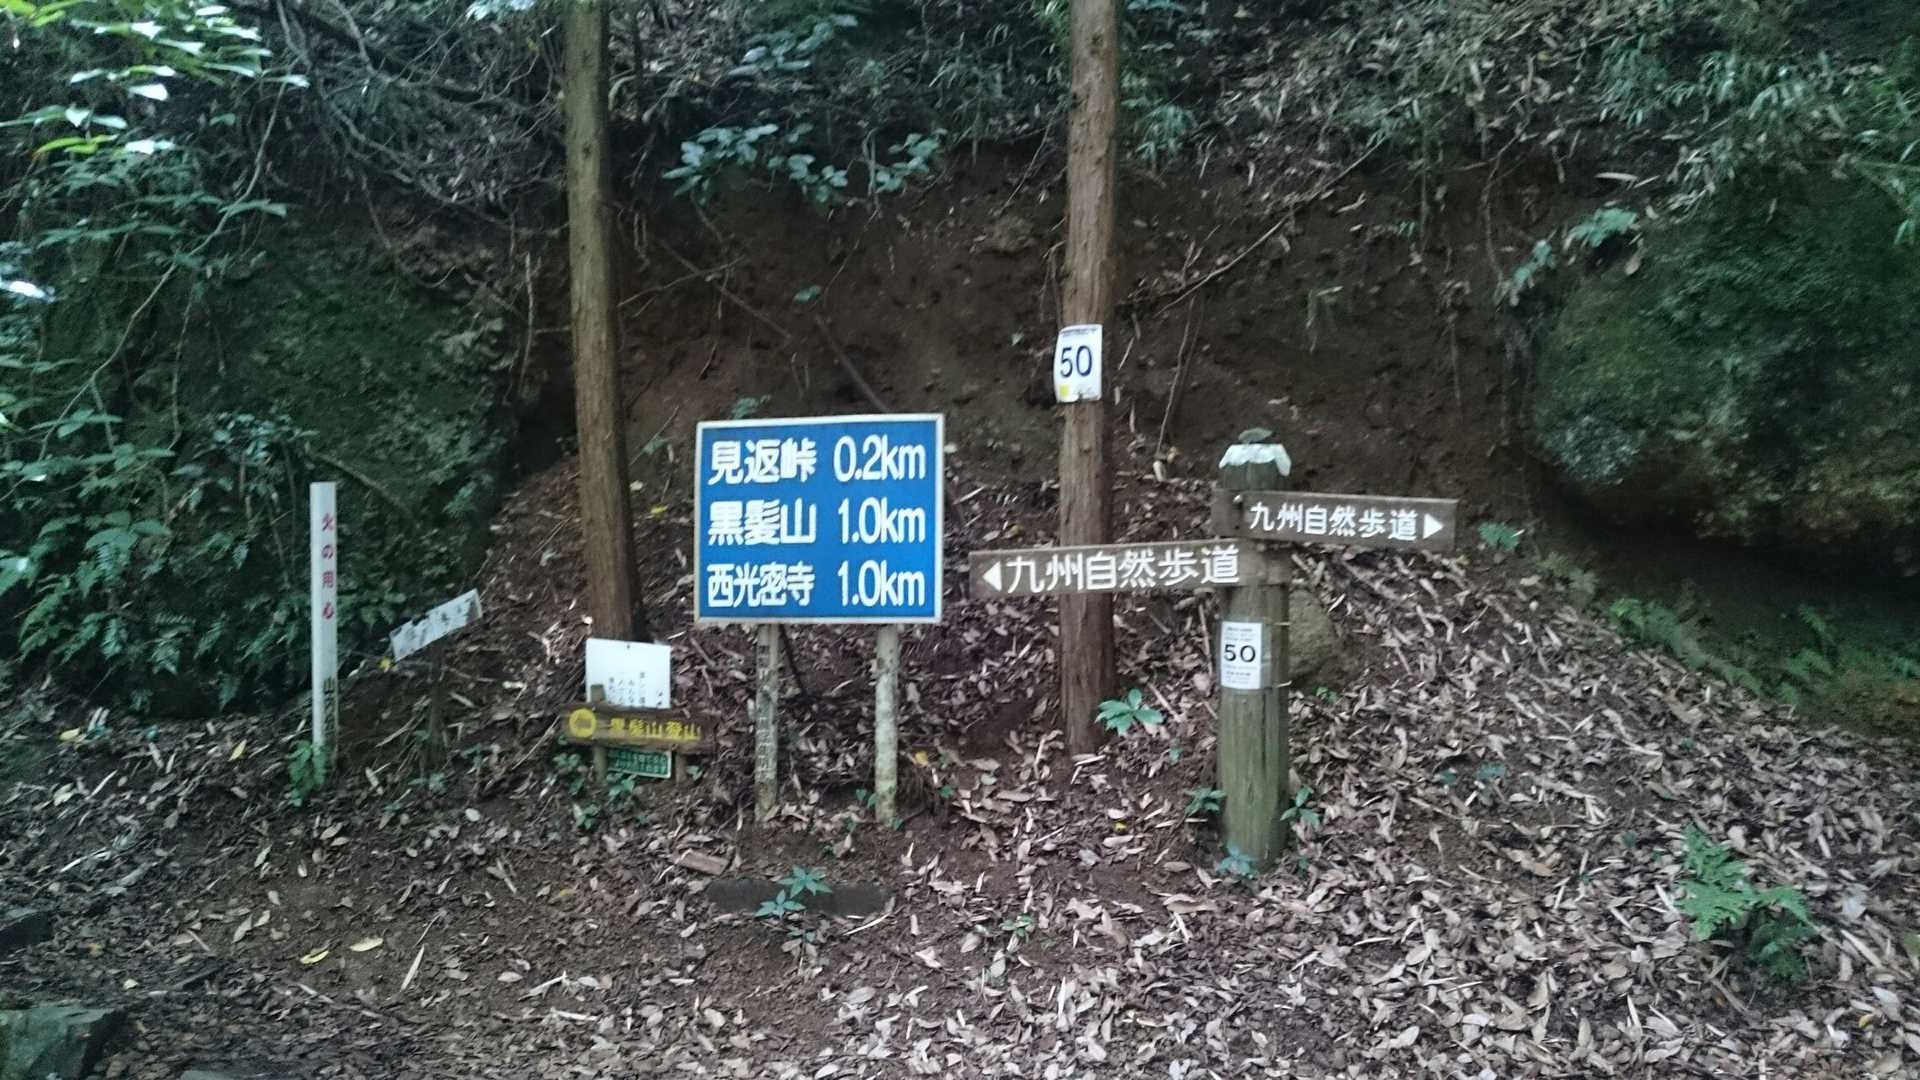 火の用心
見返峠 0.2km
黒髪山 1.0km
西光密寺 1.0km
50
九州自然歩道▶
◀九州自然歩道
50
黒髪山登山